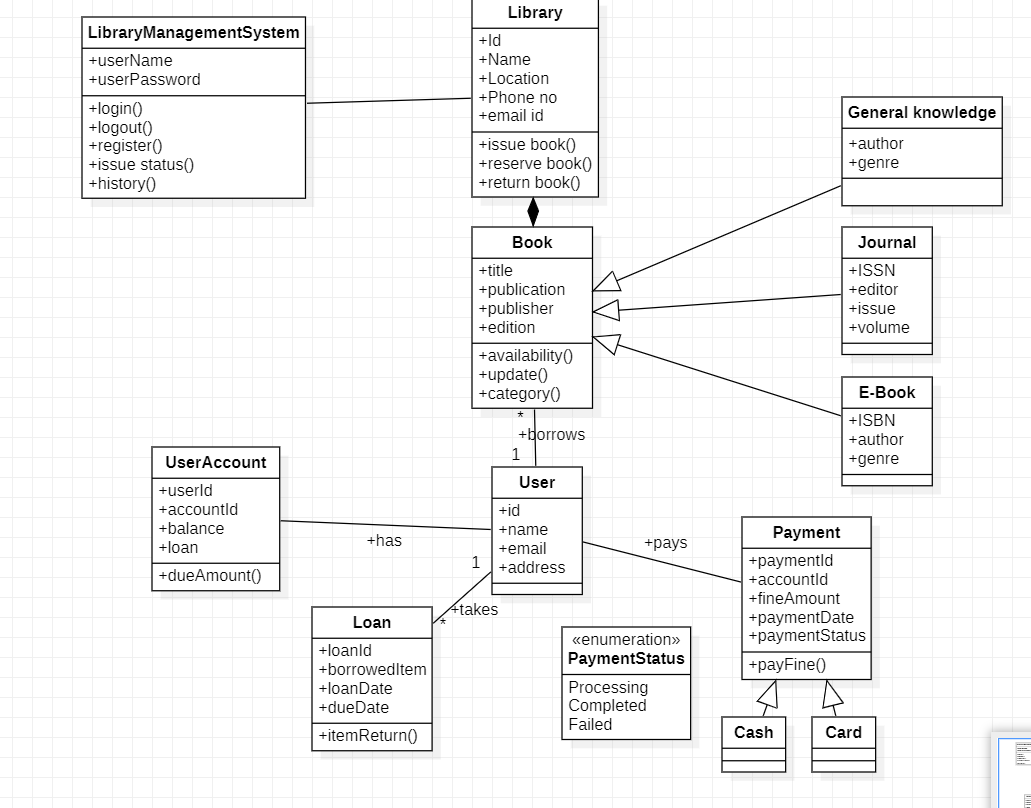 LibraryManagementSystem
+userName
+userPassword
+login()
+logout()
+register()
+issue status()
+history()
Library
+Id
+Name
+Location
+Phone no
+email id
+issue book()
+reserve book()
+return book()
General knowledge
+author
+genre
Book
+title
+publication
+publisher
+edition
+availability()
+update()
+category()
Journal
+ISSN
+editor
+issue
+volume
E-Book
+ISBN
+author
+genre
*
+borrows
1
UserAccount
+userId
+accountId
+balance
+loan
+dueAmount()
+has
User
+id
+name
+email
+address
1
+takes
*
+pays
Loan
+loanId
+borrowedItem
+loanDate
+dueDate
+itemReturn()
«enumeration»
PaymentStatus
Processing
Completed
Failed
Payment
+paymentId
+accountId
+fineAmount
+paymentDate
+paymentStatus
+payFine()
Cash
Card